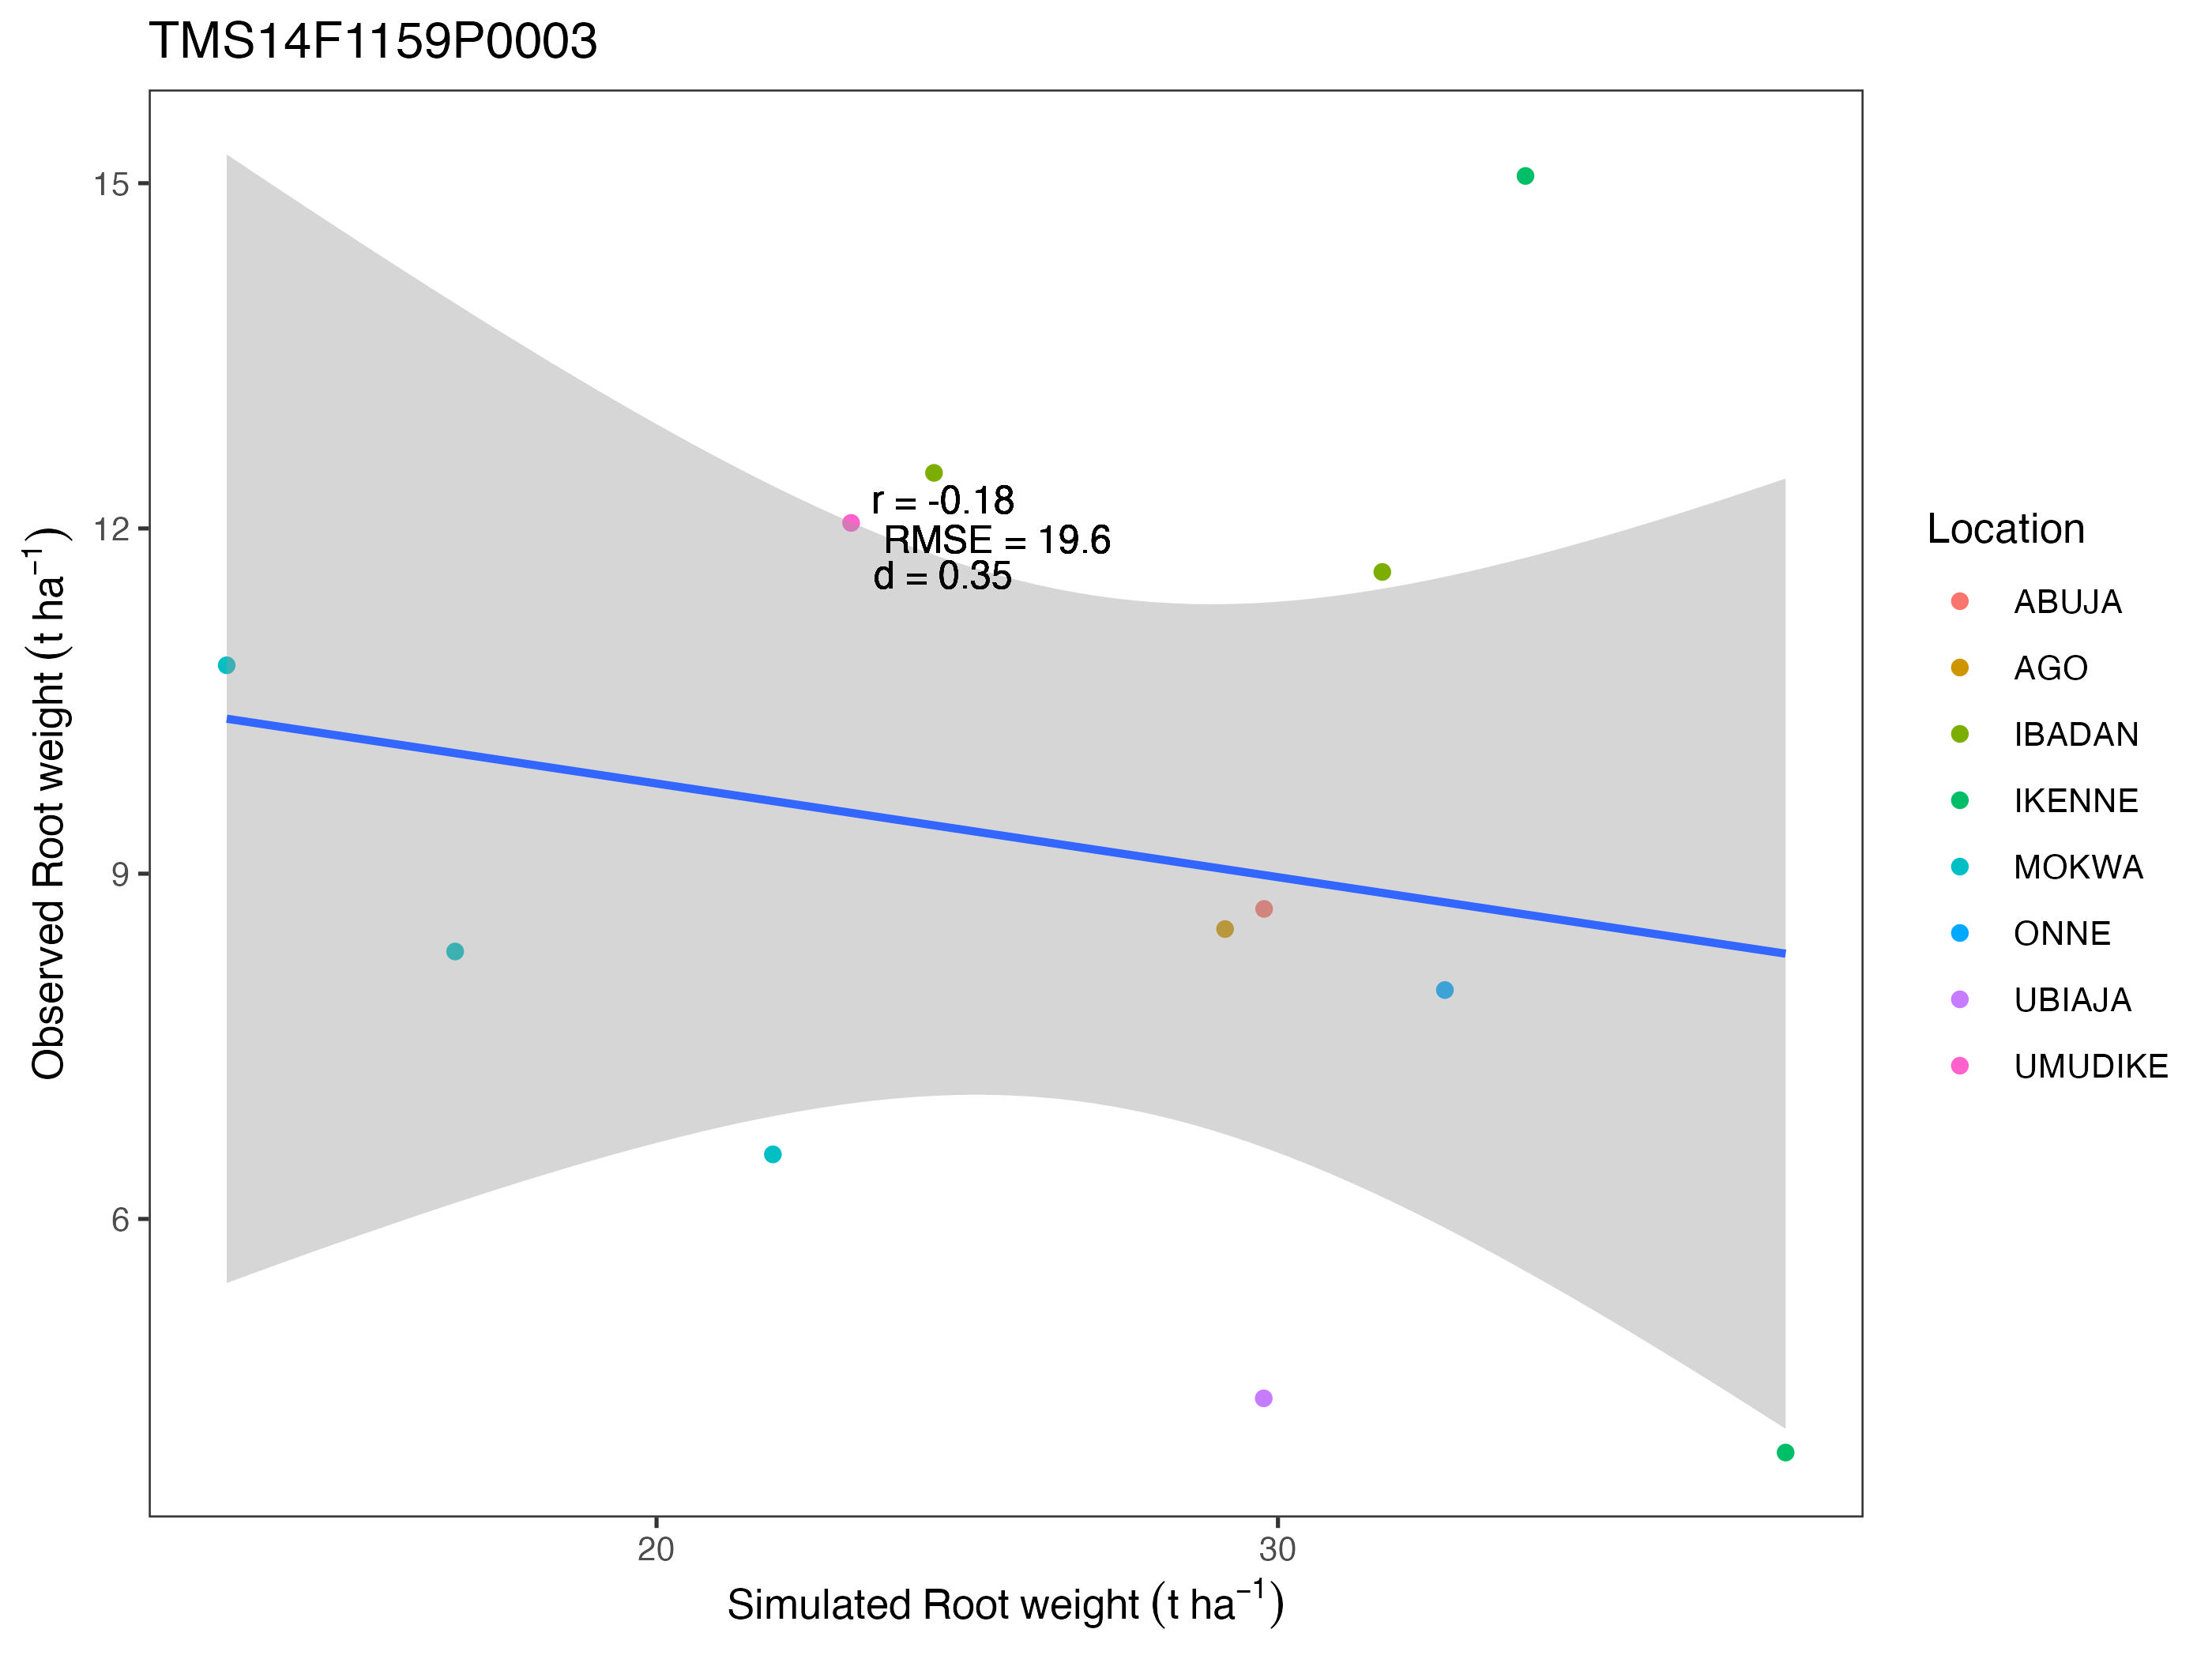 TMS14F1159P0003
15
12
9
6
Observed Root weight (t ha⁻¹)
r = -0.18
RMSE = 19.6
d = 0.35
20
30
Simulated Root weight (t ha⁻¹)
Location
ABUJA
AGO
IBADAN
IKENNE
MOKWA
ONNE
UBIAJA
UMUDIKE